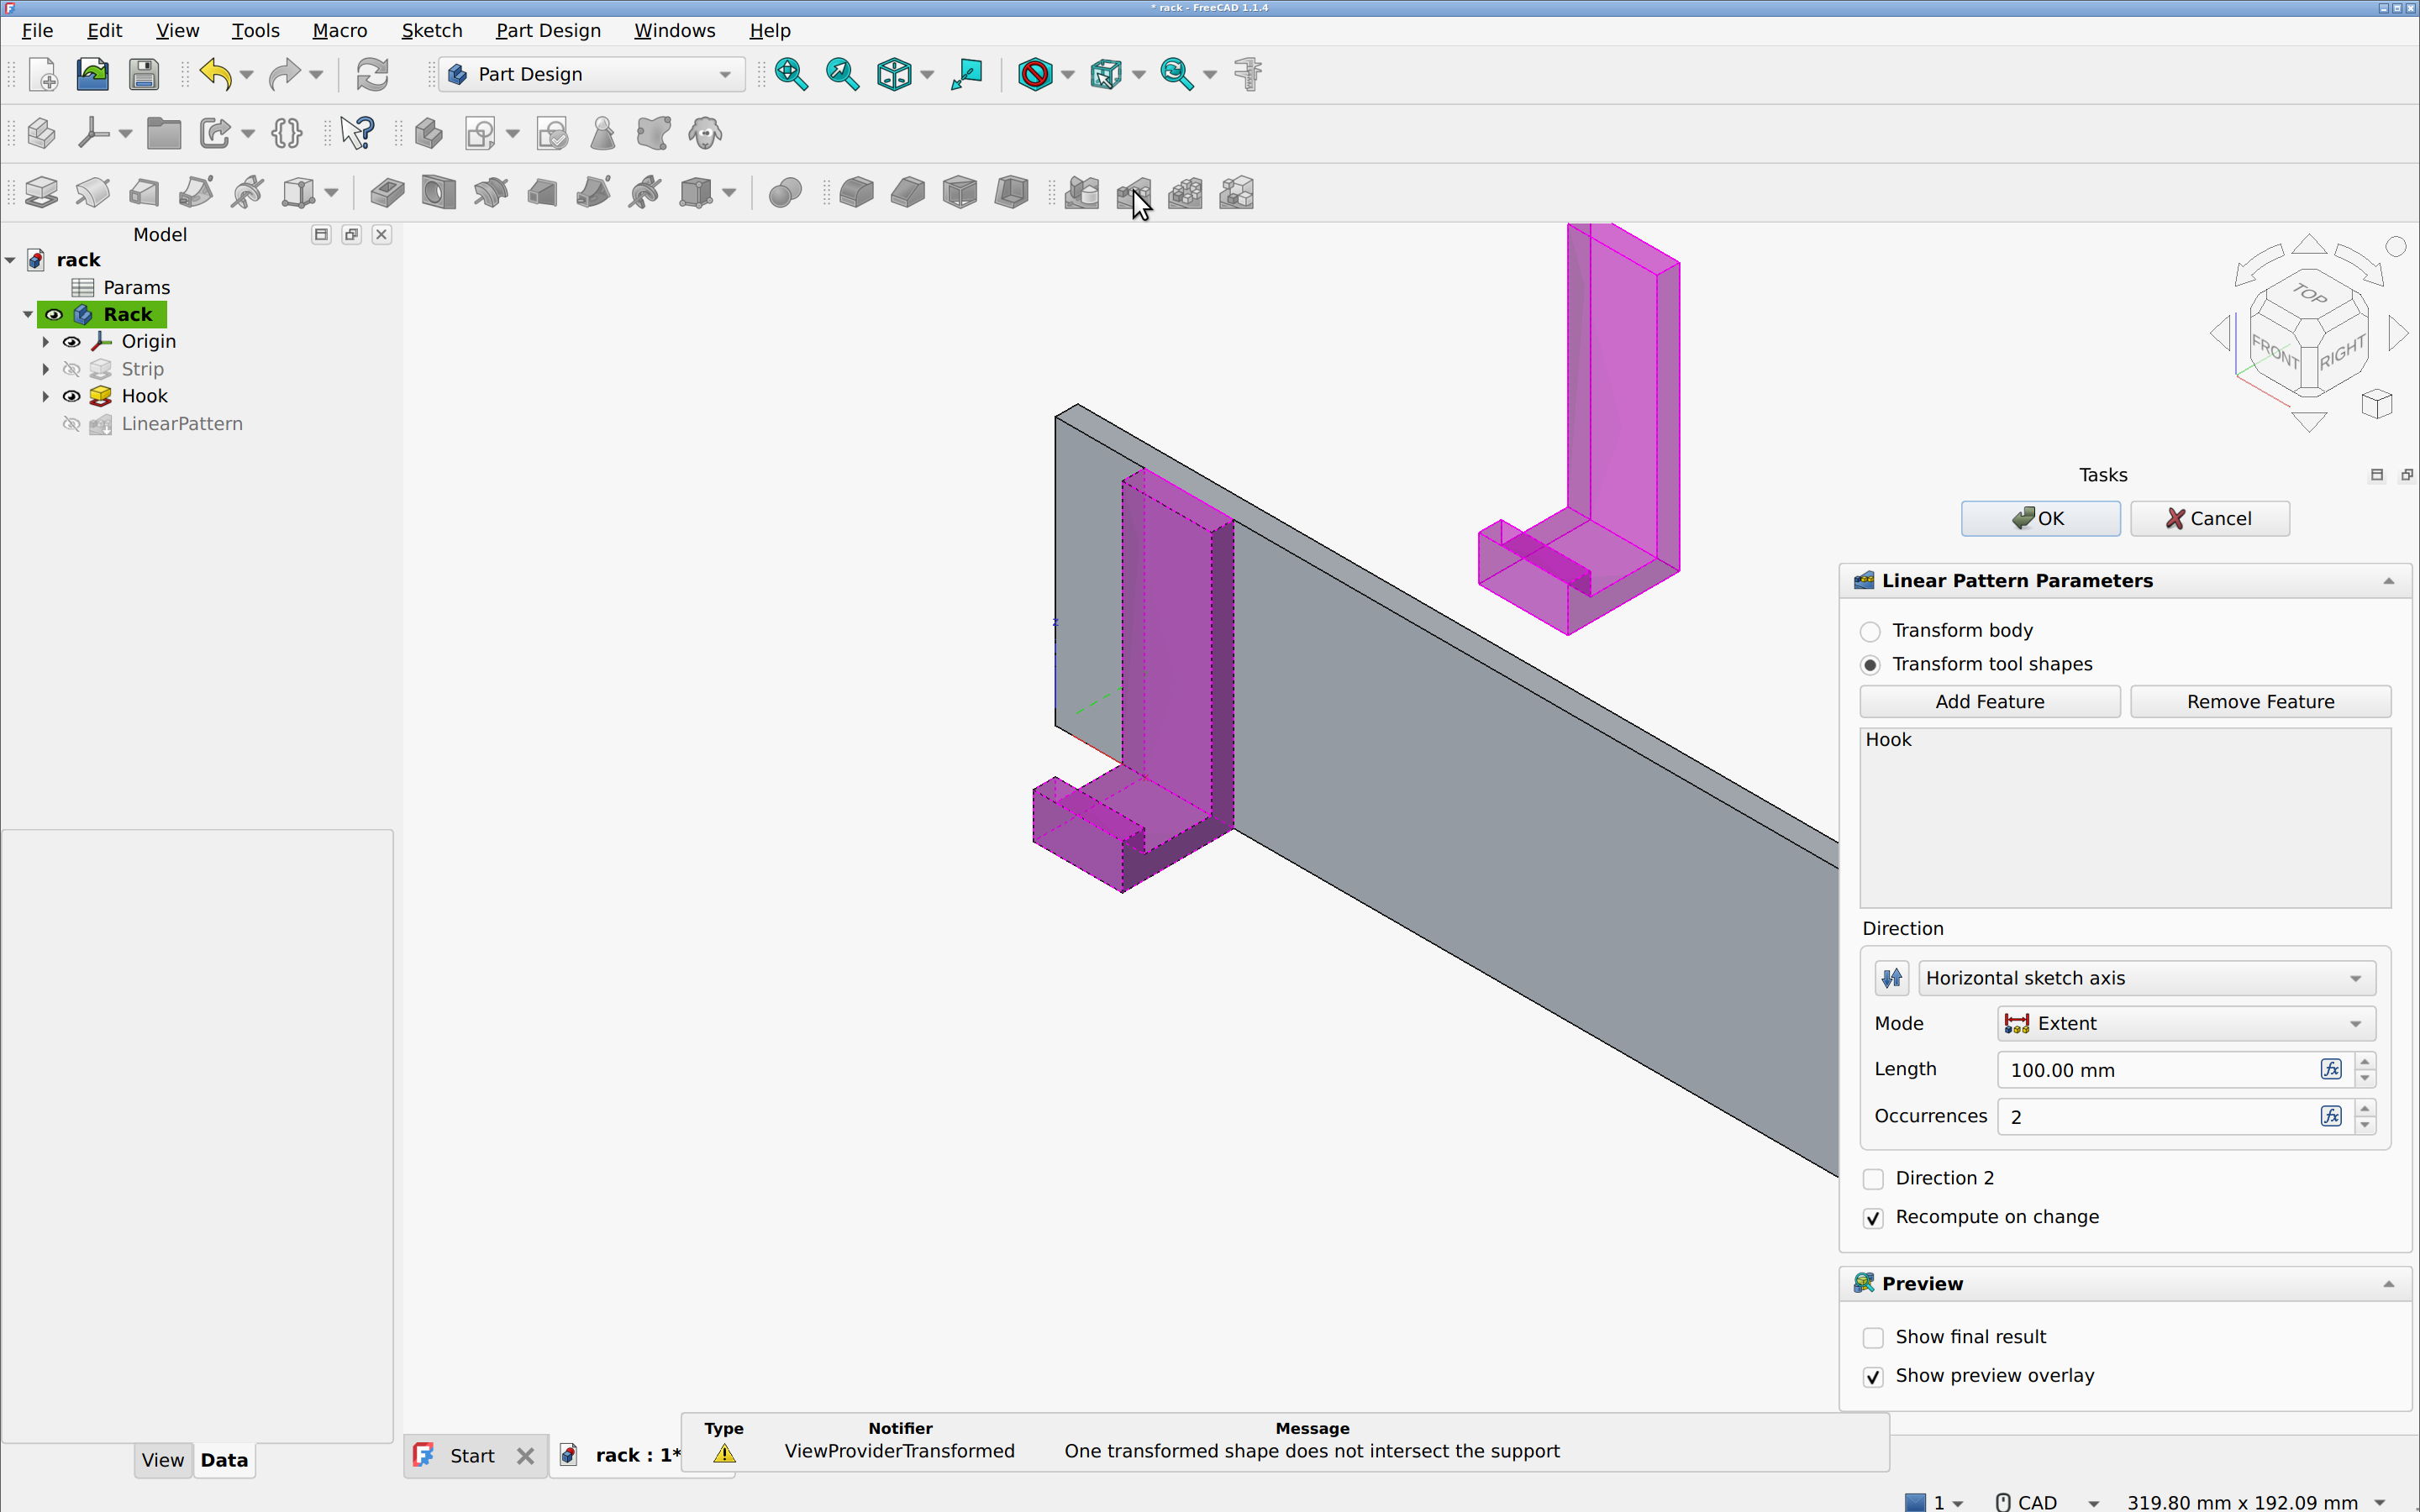 * rack - FreeCAD 1.1.4
File Edit View Tools Macro Sketch Part Design Windows Help
Part Design
Model
rack
Params
Rack
Origin
Strip
Hook
LinearPattern
View Data
z
TOP
FRONT RIGHT
Tasks
OK Cancel
Linear Pattern Parameters
Transform body
Transform tool shapes
Add Feature Remove Feature
Hook
Direction
Horizontal sketch axis
Mode Extent
Length 100.00 mm
Occurrences 2
Direction 2
Recompute on change
Preview
Show final result
Show preview overlay
Start rack : 1*
Type Notifier Message
ViewProviderTransformed One transformed shape does not intersect the support
1 CAD 319.80 mm x 192.09 mm